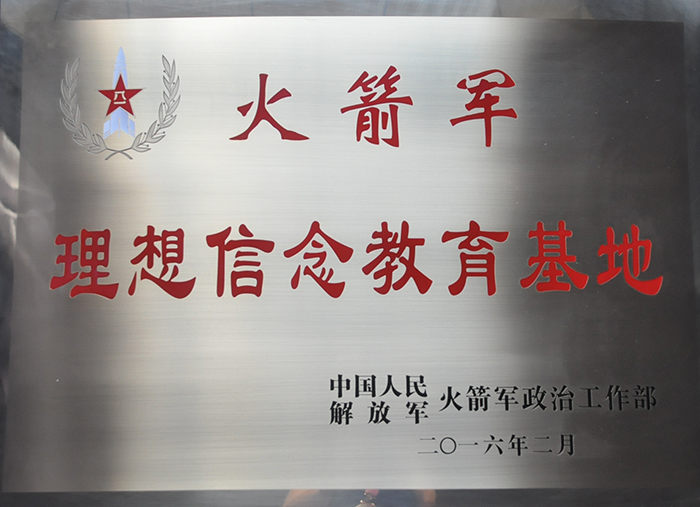 火箭军
理想信念教育基地
中国人民
解放军 火箭军政治工作部
二〇一六年二月